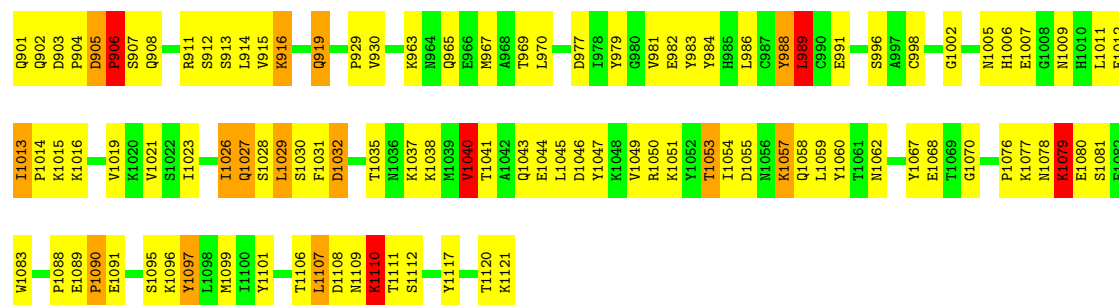 Q901 Q902 D903 P904 D905 P906 S907 Q908 R911 S912 S913 L914 V915 K916 Q919 P929 V930 K963 N964 Q965 E966 M967 A968 T969 L970 D977 I978 Y979 G980 V981 E982 Y983 Y984 H985 L986 C987 Y988 L989 C990 E991 S996 A997 C998 G1002 N1005 H1006 E1007 G1008 N1009 H1010 L1011
I1013 P1014 K1015 K1016 V1019 K1020 V1021 S1022 I1023 I1026 Q1027 S1028 L1029 S1030 F1031 D1032 T1035 N1036 K1037 K1038 M1039 V1040 T1041 A1042 Q1043 E1044 L1045 D1046 Y1047 K1048 V1049 R1050 K1051 Y1052 T1053 I1054 D1055 N1056 K1057 Q1058 L1059 Y1060 T1061 N1062 Y1067 E1068 T1069 G1070 P1076 K1077 N1078 K1079 E1080 S1081
W1083 P1088 E1089 P1090 E1091 S1095 K1096 Y1097 L1098 M1099 I1100 Y1101 T1106 L1107 D1108 N1109 K1110 T1111 S1112 Y1117 T1120 K1121